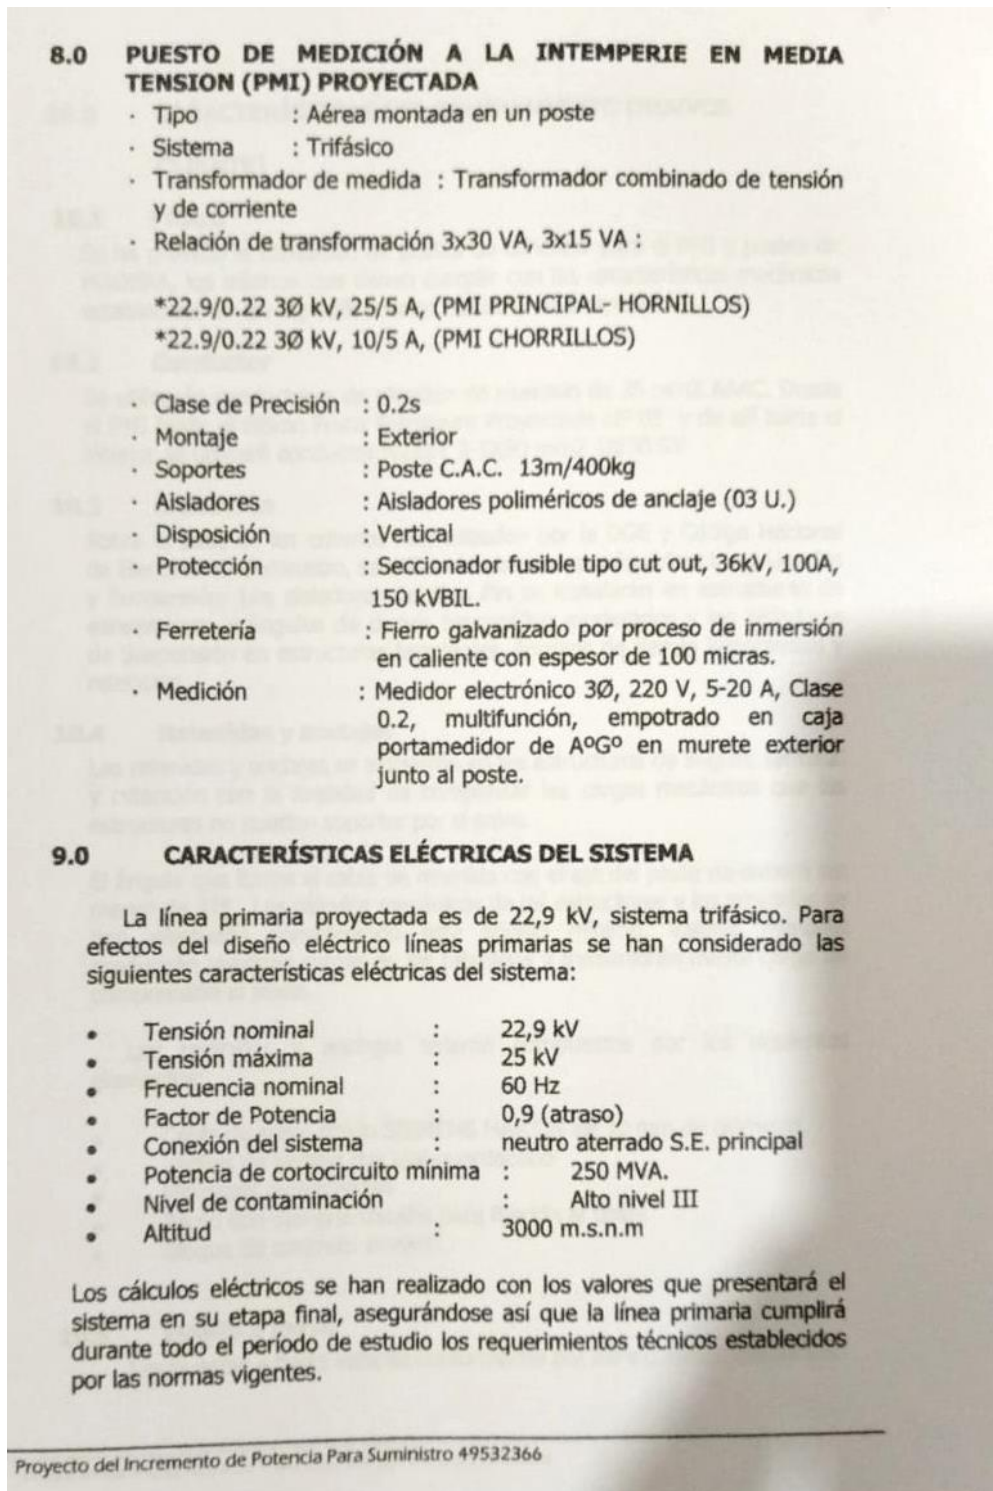 8.0 PUESTO DE MEDICIÓN A LA INTEMPERIE EN MEDIA
TENSION (PMI) PROYECTADA
· Tipo : Aérea montada en un poste
· Sistema : Trifásico
· Transformador de medida : Transformador combinado de tensión
y de corriente
· Relación de transformación 3x30 VA, 3x15 VA :
*22.9/0.22 3Ø kV, 25/5 A, (PMI PRINCIPAL- HORNILLOS)
*22.9/0.22 3Ø kV, 10/5 A, (PMI CHORRILLOS)
· Clase de Precisión : 0.2s
· Montaje : Exterior
· Soportes : Poste C.A.C. 13m/400kg
· Aisladores : Aisladores poliméricos de anclaje (03 U.)
· Disposición : Vertical
· Protección : Seccionador fusible tipo cut out, 36kV, 100A,
150 kVBIL.
· Ferretería : Fierro galvanizado por proceso de inmersión
en caliente con espesor de 100 micras.
· Medición : Medidor electrónico 3Ø, 220 V, 5-20 A, Clase
0.2, multifunción, empotrado en caja
portamedidor de AºGº en murete exterior
junto al poste.
9.0 CARACTERÍSTICAS ELÉCTRICAS DEL SISTEMA
La línea primaria proyectada es de 22,9 kV, sistema trifásico. Para
efectos del diseño eléctrico líneas primarias se han considerado las
siguientes características eléctricas del sistema:
• Tensión nominal : 22,9 kV
• Tensión máxima : 25 kV
• Frecuencia nominal : 60 Hz
• Factor de Potencia : 0,9 (atraso)
• Conexión del sistema : neutro aterrado S.E. principal
• Potencia de cortocircuito mínima : 250 MVA.
• Nivel de contaminación : Alto nivel III
• Altitud : 3000 m.s.n.m
Los cálculos eléctricos se han realizado con los valores que presentará el
sistema en su etapa final, asegurándose así que la línea primaria cumplirá
durante todo el período de estudio los requerimientos técnicos establecidos
por las normas vigentes.
Proyecto del Incremento de Potencia Para Suministro 49532366